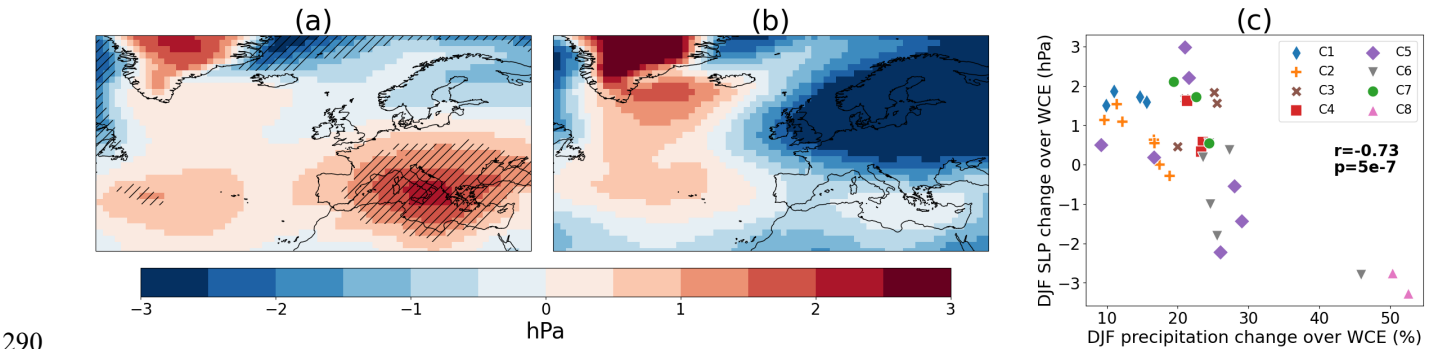 (a)
(b)
(c)
−3
−2
−1
0
1
2
3
hPa
DJF SLP change over WCE (hPa)
3
2
1
0
−1
−2
−3
C1
C2
C3
C4
C5
C6
C7
C8
r=-0.73
p=5e-7
10
20
30
40
50
DJF precipitation change over WCE (%)
290